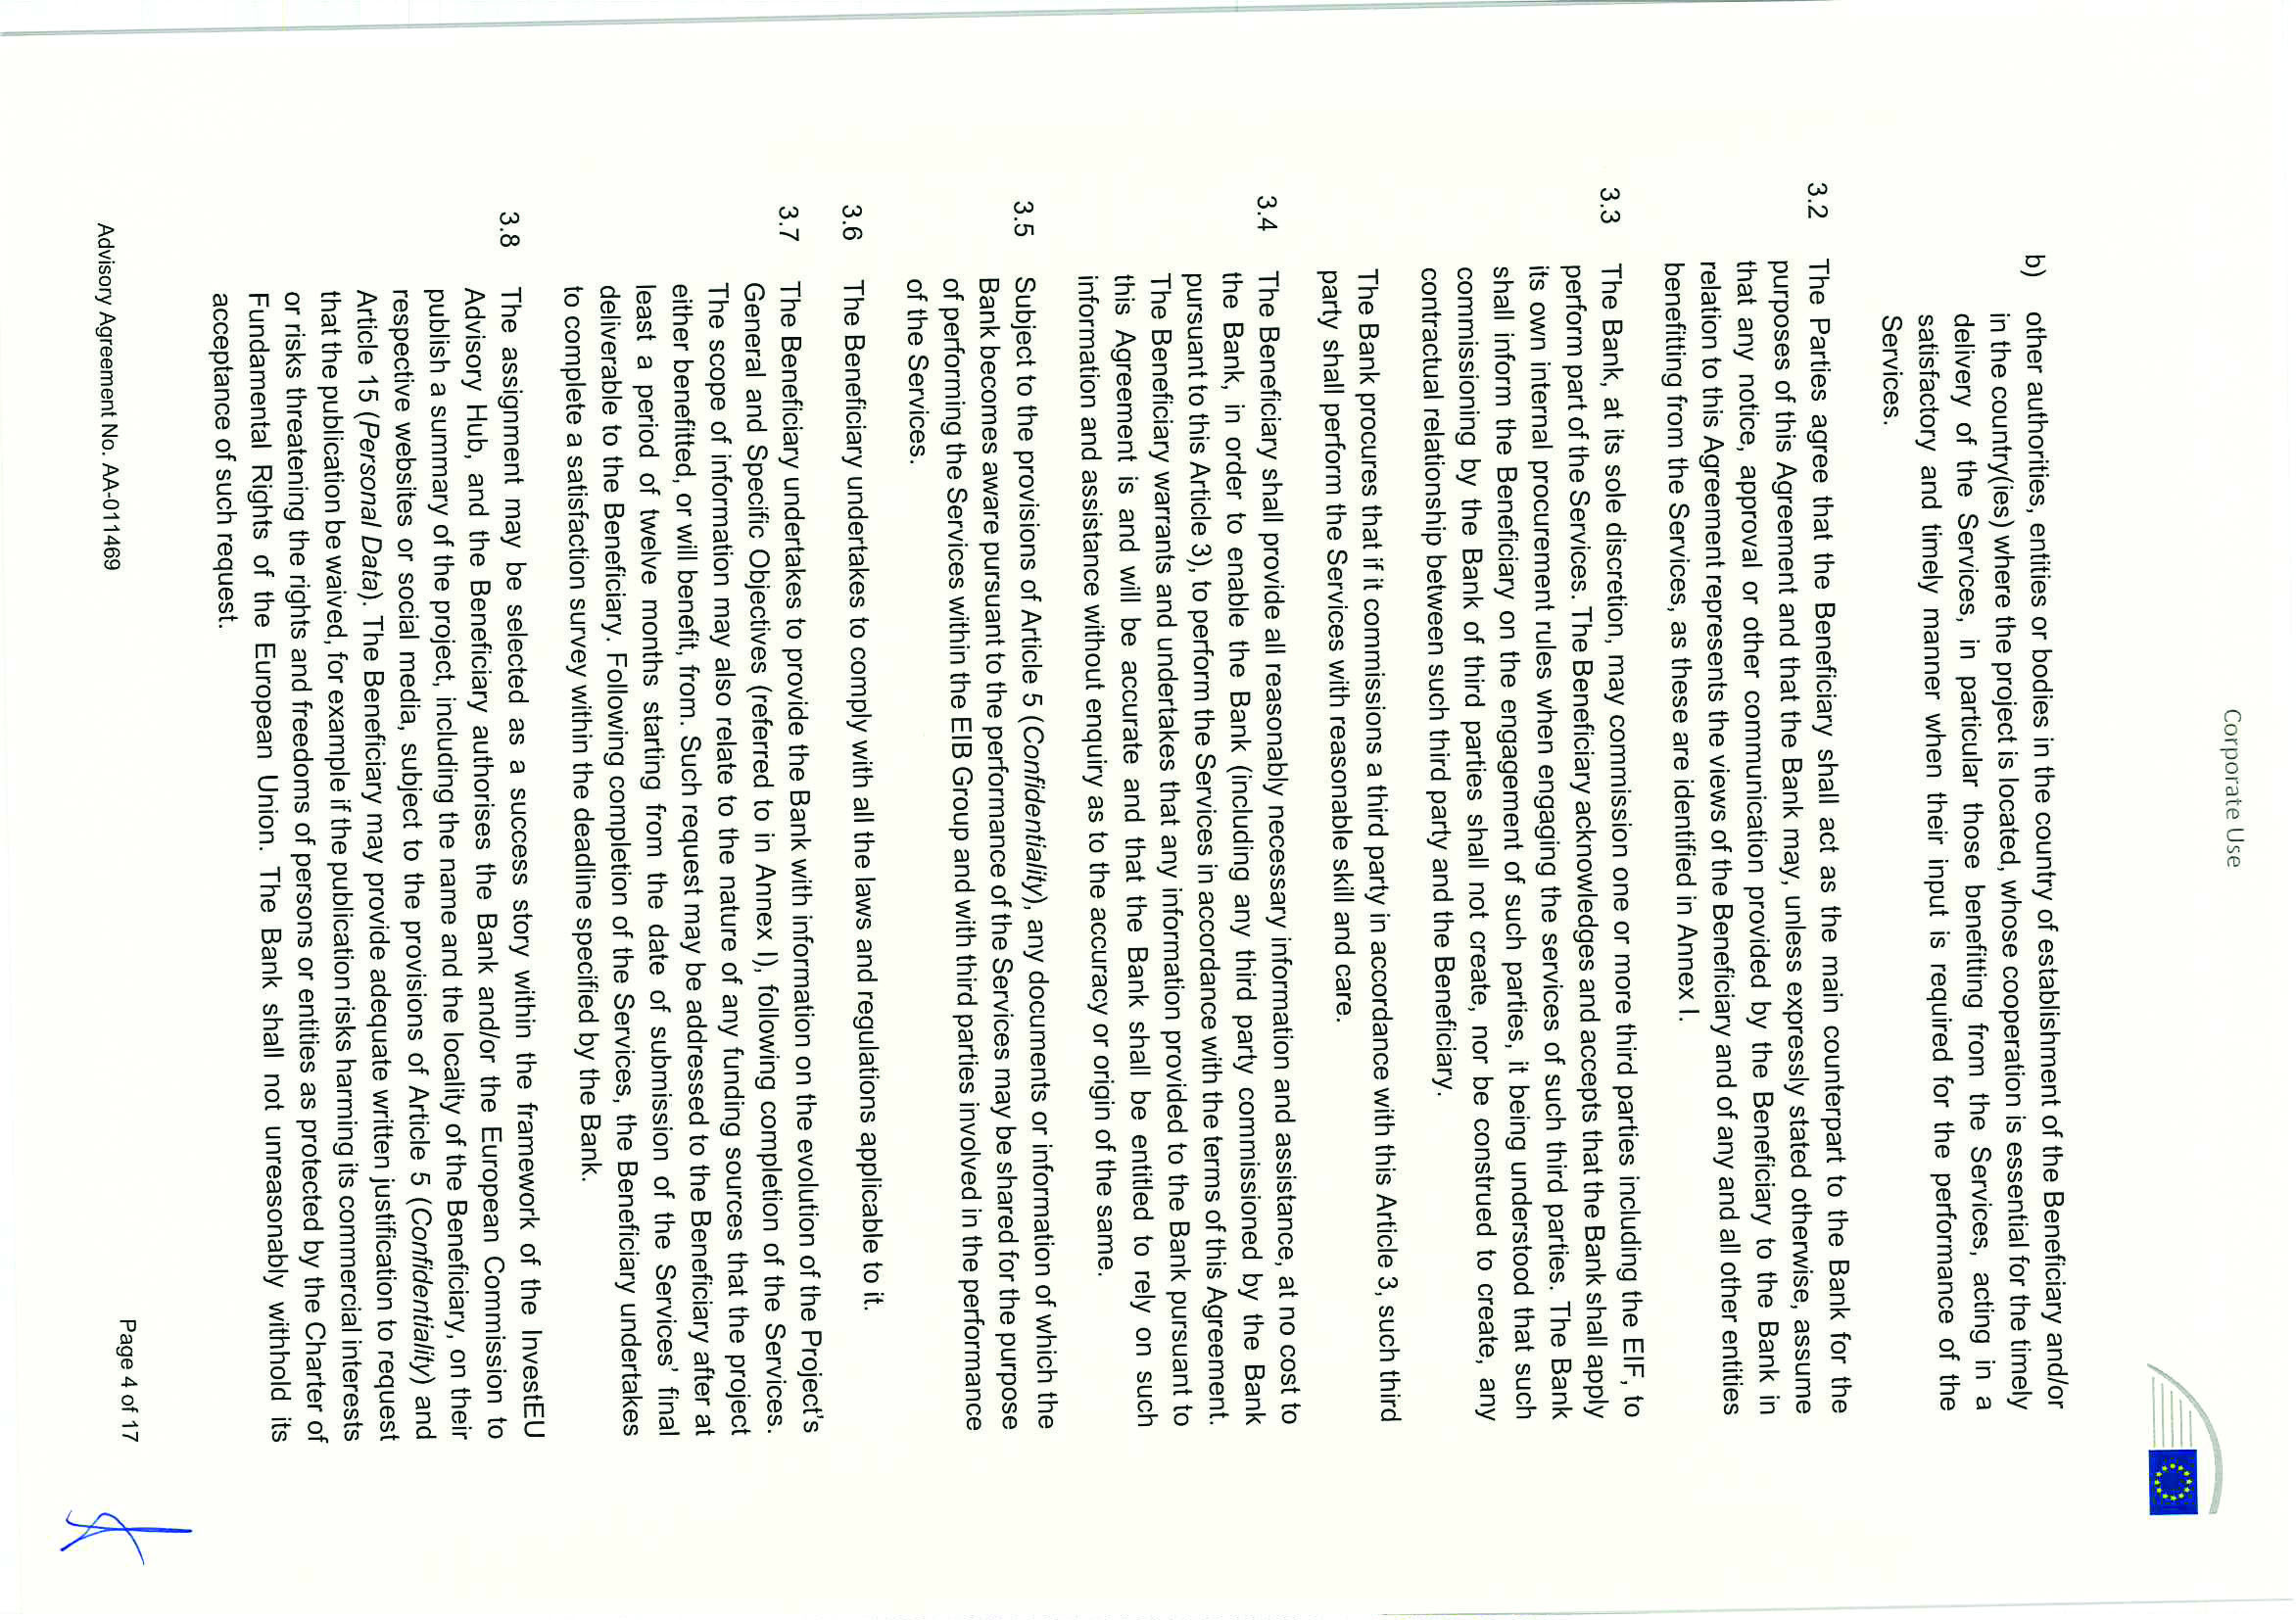 Corporate Use
b) other authorities, entities or bodies in the country of establishment of the Beneficiary and/or
in the country(ies) where the project is located, whose cooperation is essential for the timely
delivery of the Services, in particular those benefitting from the Services, acting in a
satisfactory and timely manner when their input is required for the performance of the
Services.
3.2 The Parties agree that the Beneficiary shall act as the main counterpart to the Bank for the
purposes of this Agreement and that the Bank may, unless expressly stated otherwise, assume
that any notice, approval or other communication provided by the Beneficiary to the Bank in
relation to this Agreement represents the views of the Beneficiary and of any and all other entities
benefitting from the Services, as these are identified in Annex I.
3.3 The Bank, at its sole discretion, may commission one or more third parties including the EIF, to
perform part of the Services. The Beneficiary acknowledges and accepts that the Bank shall apply
its own internal procurement rules when engaging the services of such third parties. The Bank
shall inform the Beneficiary on the engagement of such parties, it being understood that such
commissioning by the Bank of third parties shall not create, nor be construed to create, any
contractual relationship between such third party and the Beneficiary.
The Bank procures that if it commissions a third party in accordance with this Article 3, such third
party shall perform the Services with reasonable skill and care.
3.4 The Beneficiary shall provide all reasonably necessary information and assistance, at no cost to
the Bank, in order to enable the Bank (including any third party commissioned by the Bank
pursuant to this Article 3), to perform the Services in accordance with the terms of this Agreement.
The Beneficiary warrants and undertakes that any information provided to the Bank pursuant to
this Agreement is and will be accurate and that the Bank shall be entitled to rely on such
information and assistance without enquiry as to the accuracy or origin of the same.
3.5 Subject to the provisions of Article 5 (Confidentiality), any documents or information of which the
Bank becomes aware pursuant to the performance of the Services may be shared for the purpose
of performing the Services within the EIB Group and with third parties involved in the performance
of the Services.
3.6 The Beneficiary undertakes to comply with all the laws and regulations applicable to it.
3.7 The Beneficiary undertakes to provide the Bank with information on the evolution of the Project's
General and Specific Objectives (referred to in Annex I), following completion of the Services.
The scope of information may also relate to the nature of any funding sources that the project
either benefitted, or will benefit, from. Such request may be addressed to the Beneficiary after at
least a period of twelve months starting from the date of submission of the Services' final
deliverable to the Beneficiary. Following completion of the Services, the Beneficiary undertakes
to complete a satisfaction survey within the deadline specified by the Bank.
3.8 The assignment may be selected as a success story within the framework of the InvestEU
Advisory Hub, and the Beneficiary authorises the Bank and/or the European Commission to
publish a summary of the project, including the name and the locality of the Beneficiary, on their
respective websites or social media, subject to the provisions of Article 5 (Confidentiality) and
Article 15 (Personal Data). The Beneficiary may provide adequate written justification to request
that the publication be waived, for example if the publication risks harming its commercial interests
or risks threatening the rights and freedoms of persons or entities as protected by the Charter of
Fundamental Rights of the European Union. The Bank shall not unreasonably withhold its
acceptance of such request.
Advisory Agreement No. AA-011469
Page 4 of 17